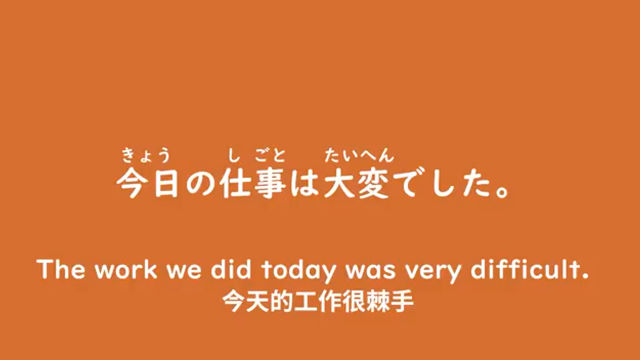 きょう しごと たいへん
今日の仕事は大変でした。
The work we did today was very difficult.
今天的工作很棘手